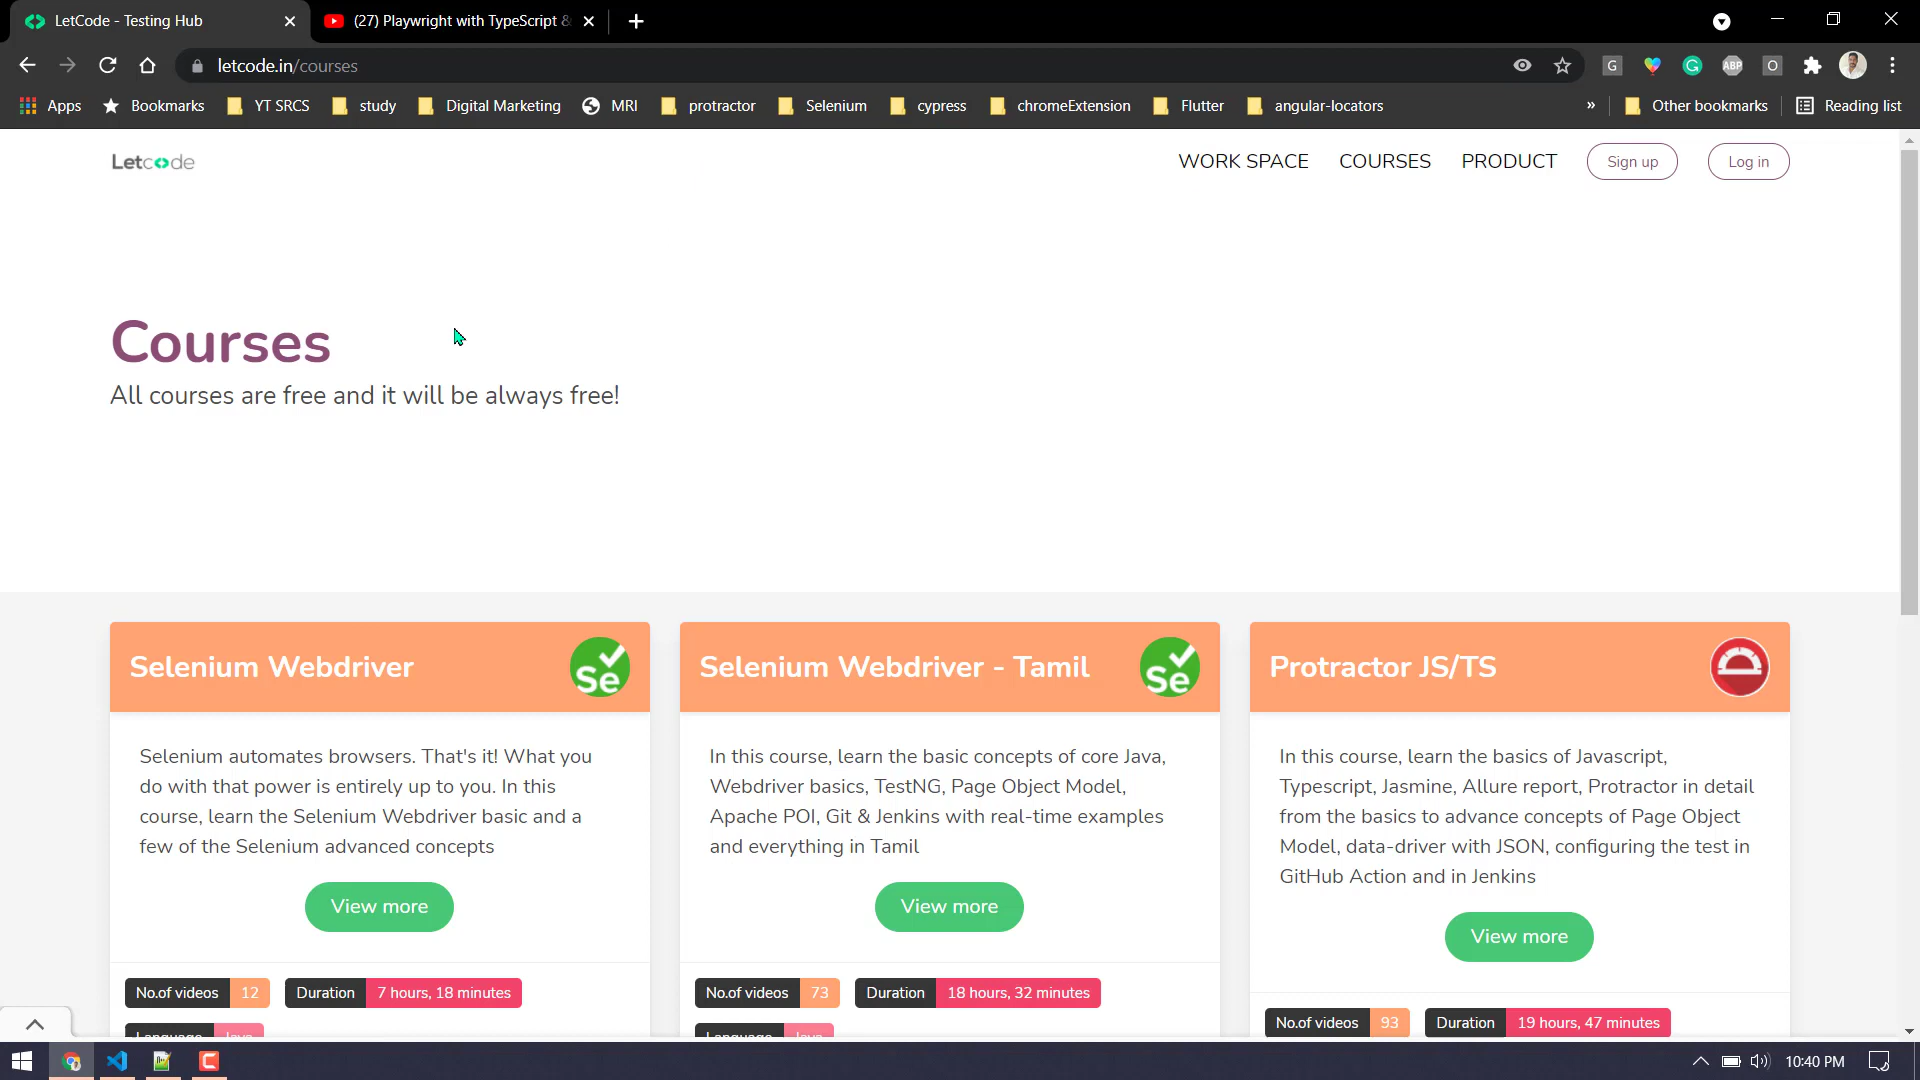 LetCode - Testing Hub
(27) Playwright with TypeScript &
letcode.in/courses
Apps
Bookmarks
YT SRCS
study
Digital Marketing
MRI
protractor
Selenium
cypress
chromeExtension
Flutter
angular-locators
»
Other bookmarks
Reading list
Letcode
WORK SPACE
COURSES
PRODUCT
Sign up
Log in
Courses
All courses are free and it will be always free!
Selenium Webdriver
Se
Selenium automates browsers. That's it! What you
do with that power is entirely up to you. In this
course, learn the Selenium Webdriver basic and a
few of the Selenium advanced concepts
View more
No.of videos 12
Duration 7 hours, 18 minutes
Language Java
Selenium Webdriver - Tamil
Se
In this course, learn the basic concepts of core Java,
Webdriver basics, TestNG, Page Object Model,
Apache POI, Git & Jenkins with real-time examples
and everything in Tamil
View more
No.of videos 73
Duration 18 hours, 32 minutes
Language Java
Protractor JS/TS
In this course, learn the basics of Javascript,
Typescript, Jasmine, Allure report, Protractor in detail
from the basics to advance concepts of Page Object
Model, data-driver with JSON, configuring the test in
GitHub Action and in Jenkins
View more
No.of videos 93
Duration 19 hours, 47 minutes
10:40 PM